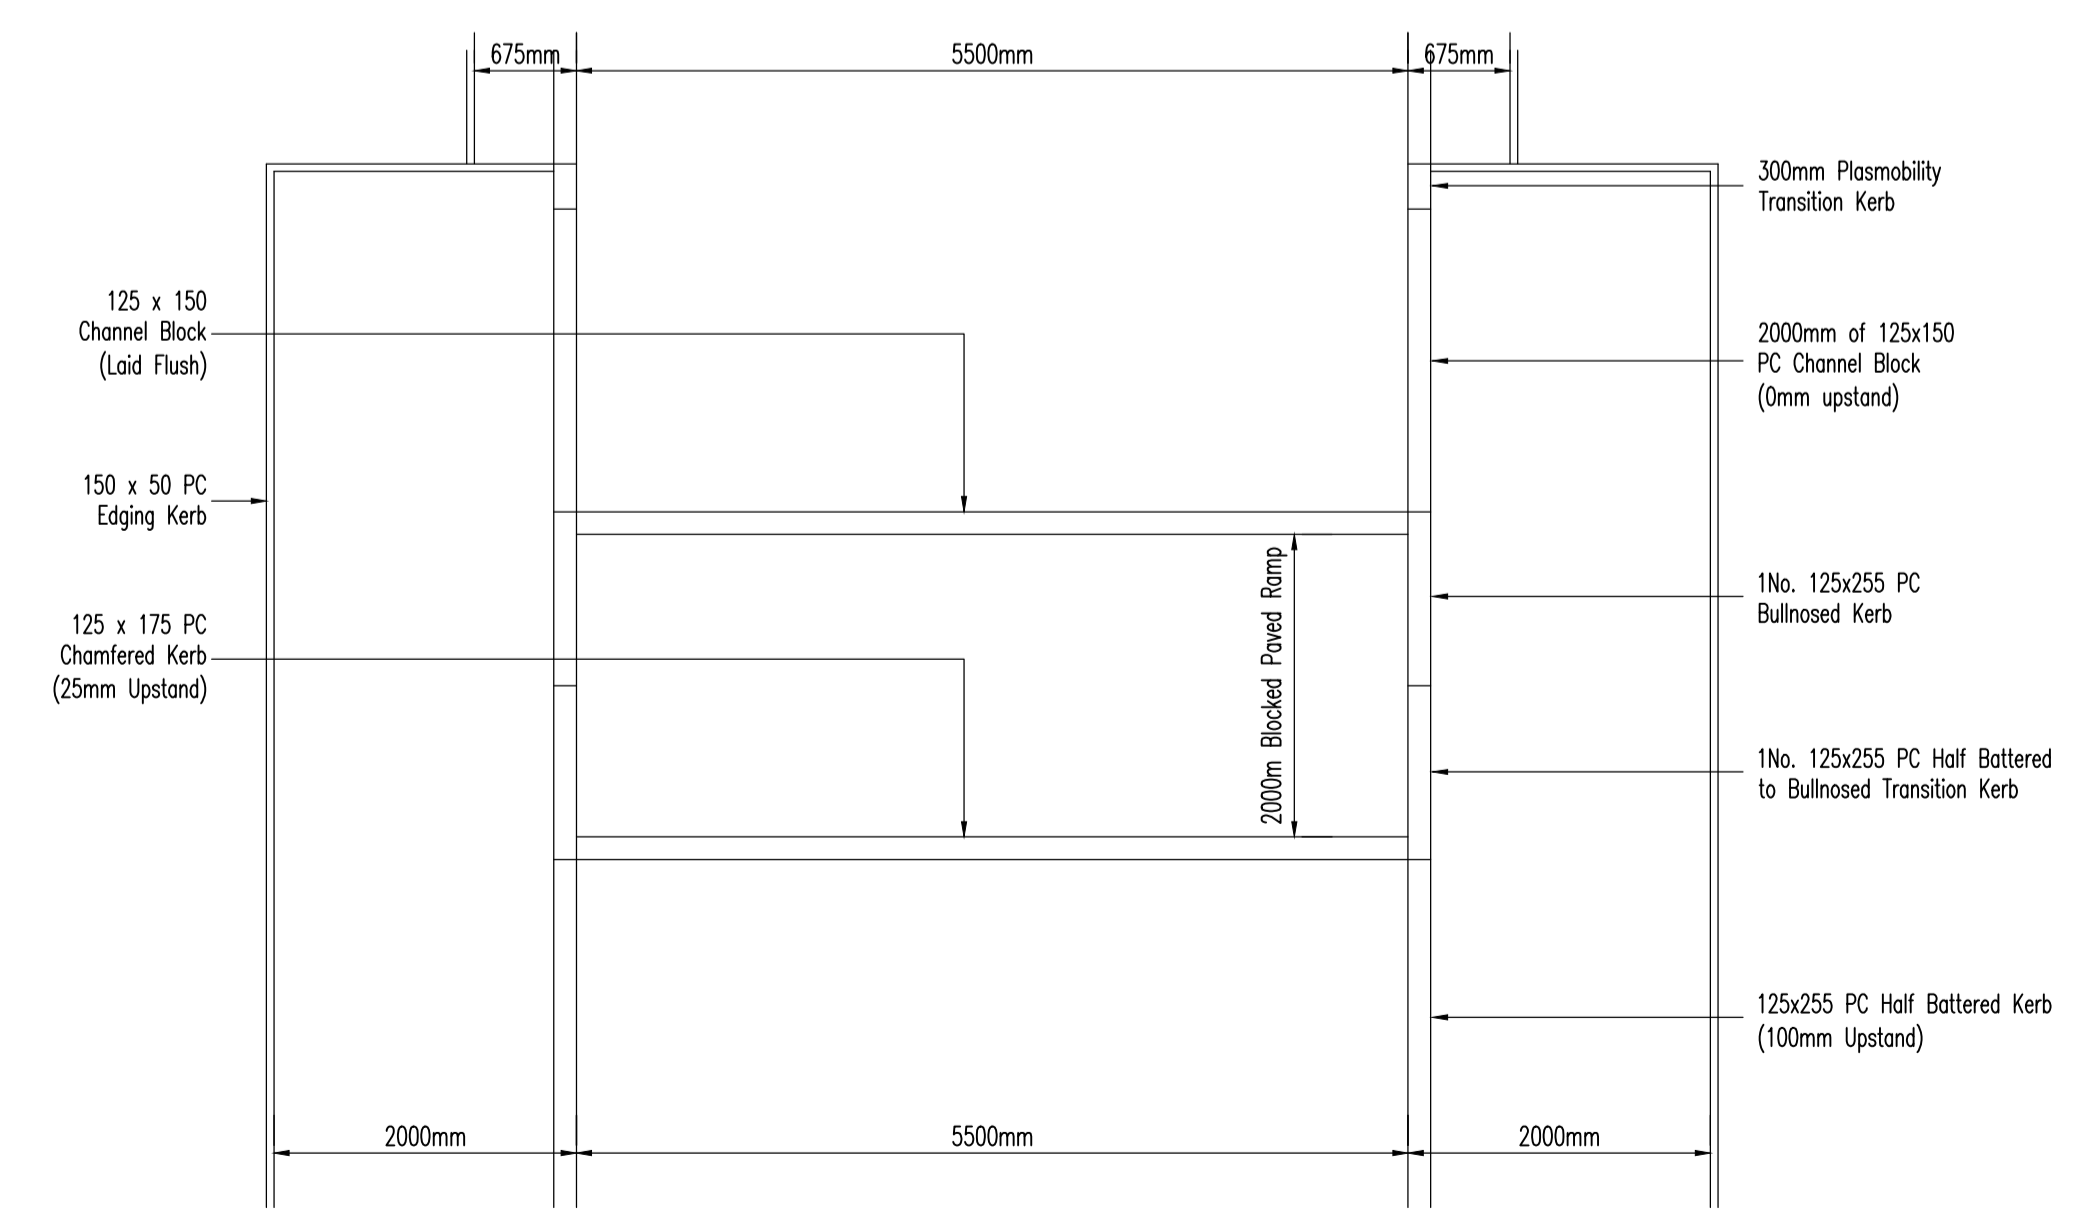 675mm
5500mm
675mm
300mm Plasmobility
Transition Kerb
125 x 150
Channel Block
(Laid Flush)
2000mm of 125x150
PC Channel Block
(0mm upstand)
150 x 50 PC
Edging Kerb
1No. 125x255 PC
Bullnosed Kerb
125 x 175 PC
Chamfered Kerb
(25mm Upstand)
2000m Blocked Paved Ramp
1No. 125x255 PC Half Battered
to Bullnosed Transition Kerb
125x255 PC Half Battered Kerb
(100mm Upstand)
2000mm
5500mm
2000mm